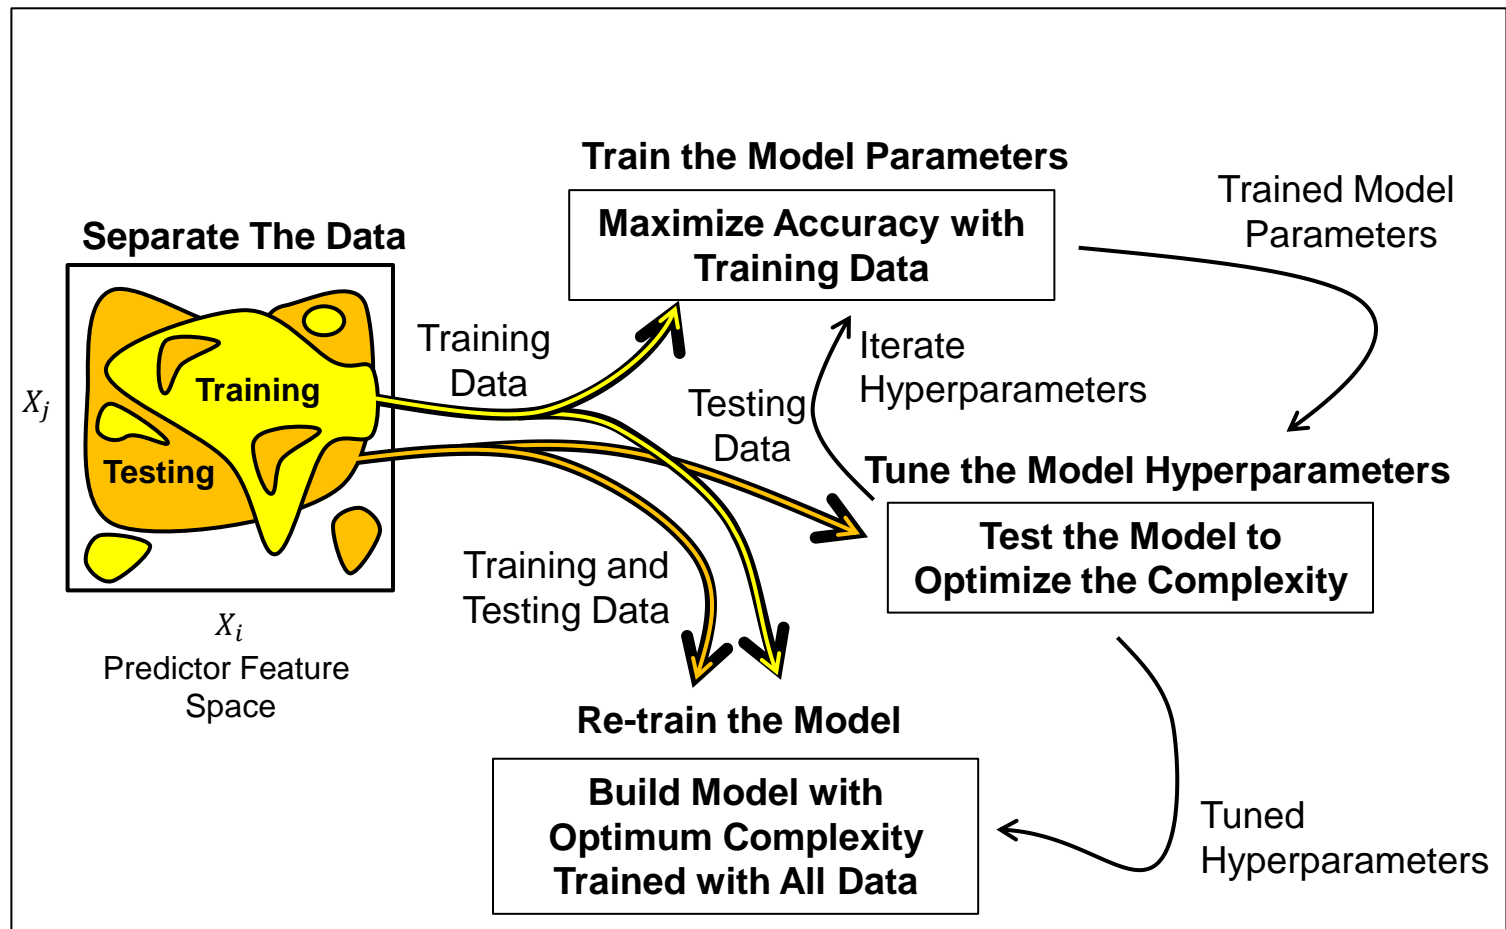 Train the Model Parameters
Maximize Accuracy with
Training Data
Trained Model
Parameters
Separate The Data
Training
Testing
X_j
X_i
Predictor Feature
Space
Training
Data
Iterate
Hyperparameters
Testing
Data
Tune the Model Hyperparameters
Test the Model to
Optimize the Complexity
Training and
Testing Data
Re-train the Model
Build Model with
Optimum Complexity
Trained with All Data
Tuned
Hyperparameters